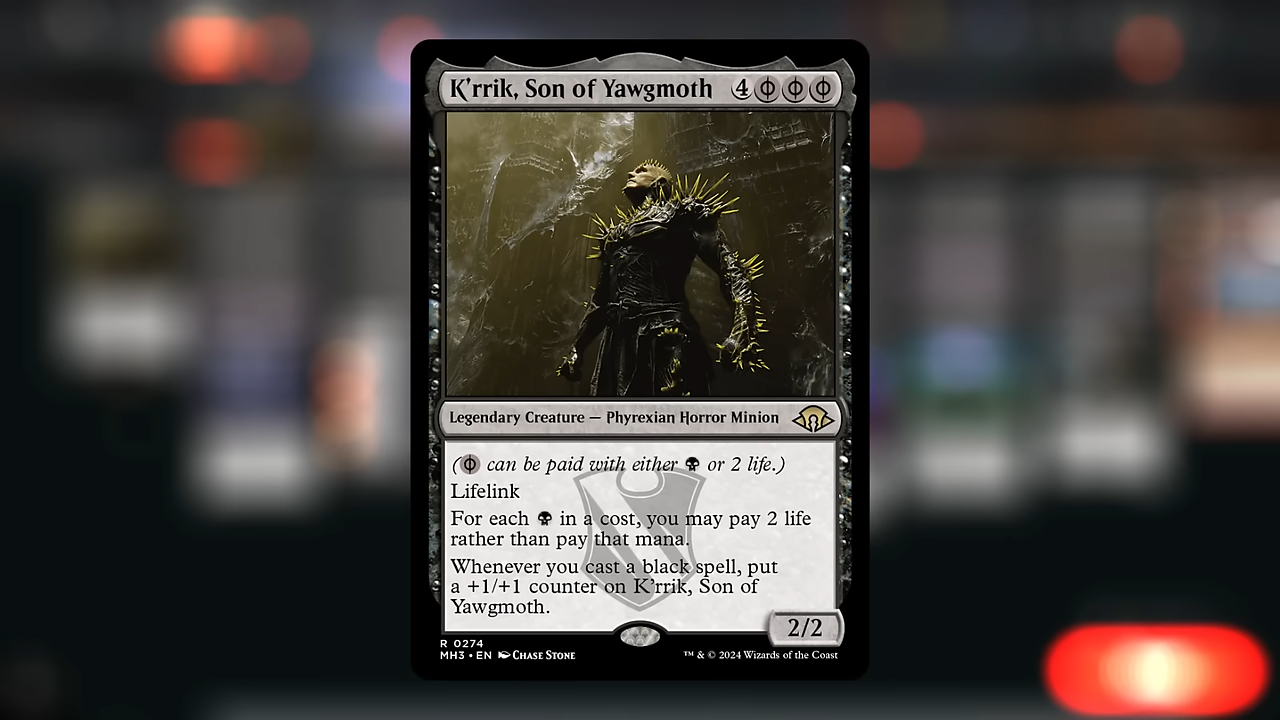 K'rrik, Son of Yawgmoth 4
Legendary Creature — Phyrexian Horror Minion
( can be paid with either or 2 life.)
Lifelink
For each in a cost, you may pay 2 life
rather than pay that mana.
Whenever you cast a black spell, put
a +1/+1 counter on K'rrik, Son of
Yawgmoth.
2/2
R 0274
MH3 • EN CHASE STONE
™ & © 2024 Wizards of the Coast